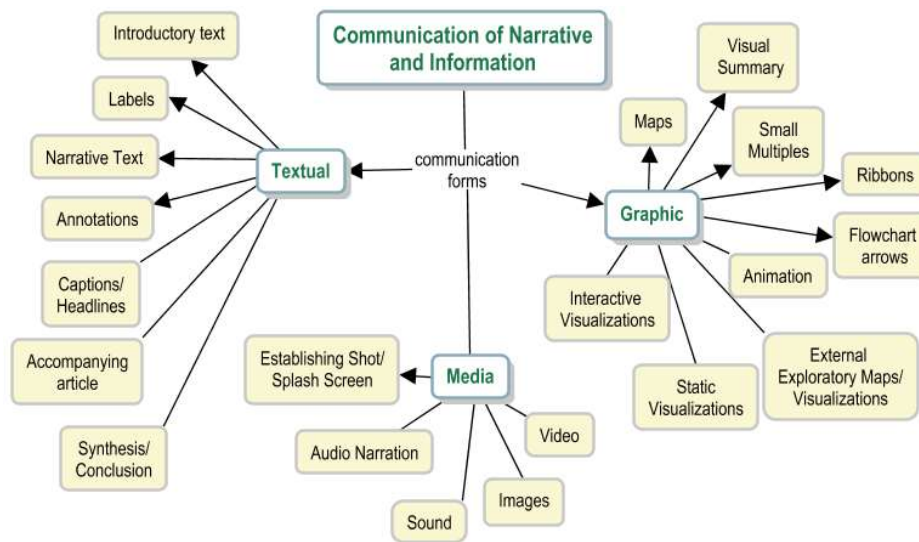 Communication of Narrative
and Information
communication
forms
Textual
Introductory text
Labels
Narrative Text
Annotations
Captions/
Headlines
Accompanying
article
Synthesis/
Conclusion
Media
Establishing Shot/
Splash Screen
Audio Narration
Sound
Images
Video
Graphic
Maps
Visual
Summary
Small
Multiples
Ribbons
Flowchart
arrows
Animation
External
Exploratory Maps/
Visualizations
Static
Visualizations
Interactive
Visualizations